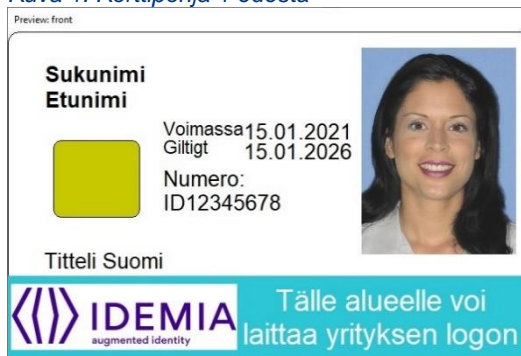 Kuva 1: Korttipohja 1 edestä
Preview: front
Sukunimi
Etunimi
Voimassa 15.01.2021
Giltigt 15.01.2026
Numero:
ID12345678
Titteli Suomi
IDEMIA
augmented identity
Tälle alueelle voi
laittaa yrityksen logon